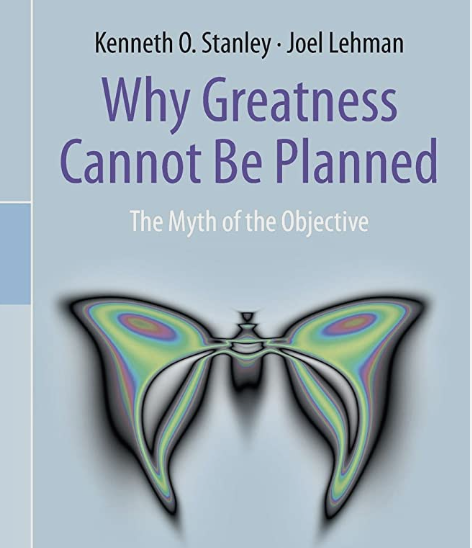 Kenneth O. Stanley · Joel Lehman
Why Greatness
Cannot Be Planned
The Myth of the Objective